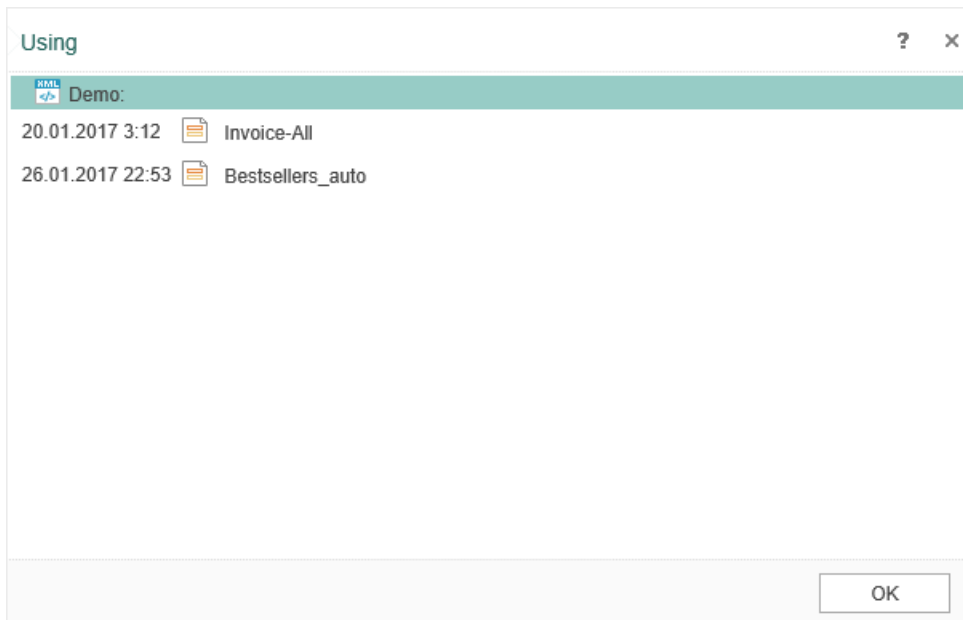 Using ? ×
XML </> Demo:
20.01.2017 3:12 Invoice-All
26.01.2017 22:53 Bestsellers_auto
OK